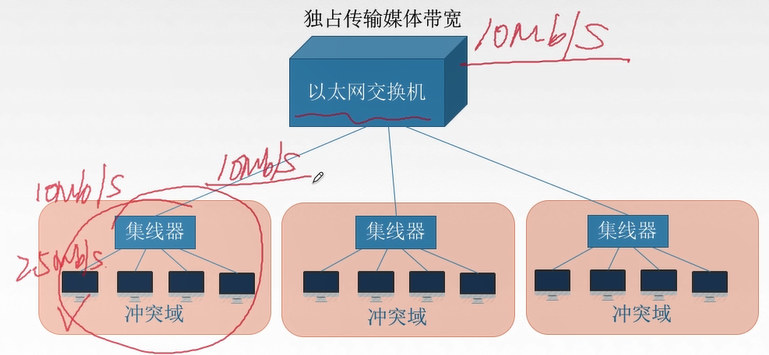 独占传输媒体带宽
10Mb/s
以太网交换机
10Mb/s
10Mb/s
集线器
集线器
集线器
2.5Mb/s
冲突域
冲突域
冲突域